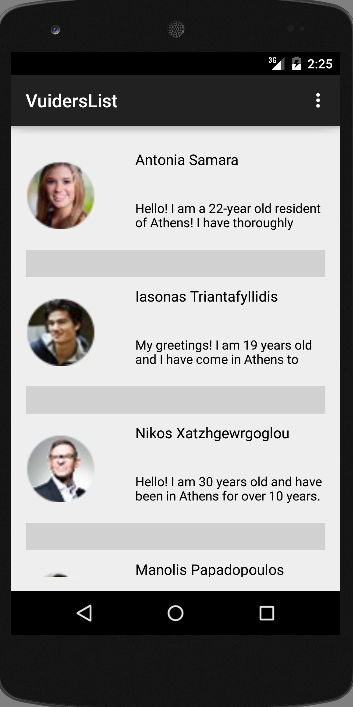 3G 2:25
VuidersList
Antonia Samara
Hello! I am a 22-year old resident
of Athens! I have thoroughly
Iasonas Triantafyllidis
My greetings! I am 19 years old
and I have come in Athens to
Nikos Xatzhgewrgoglou
Hello! I am 30 years old and have
been in Athens for over 10 years.
Manolis Papadopoulos